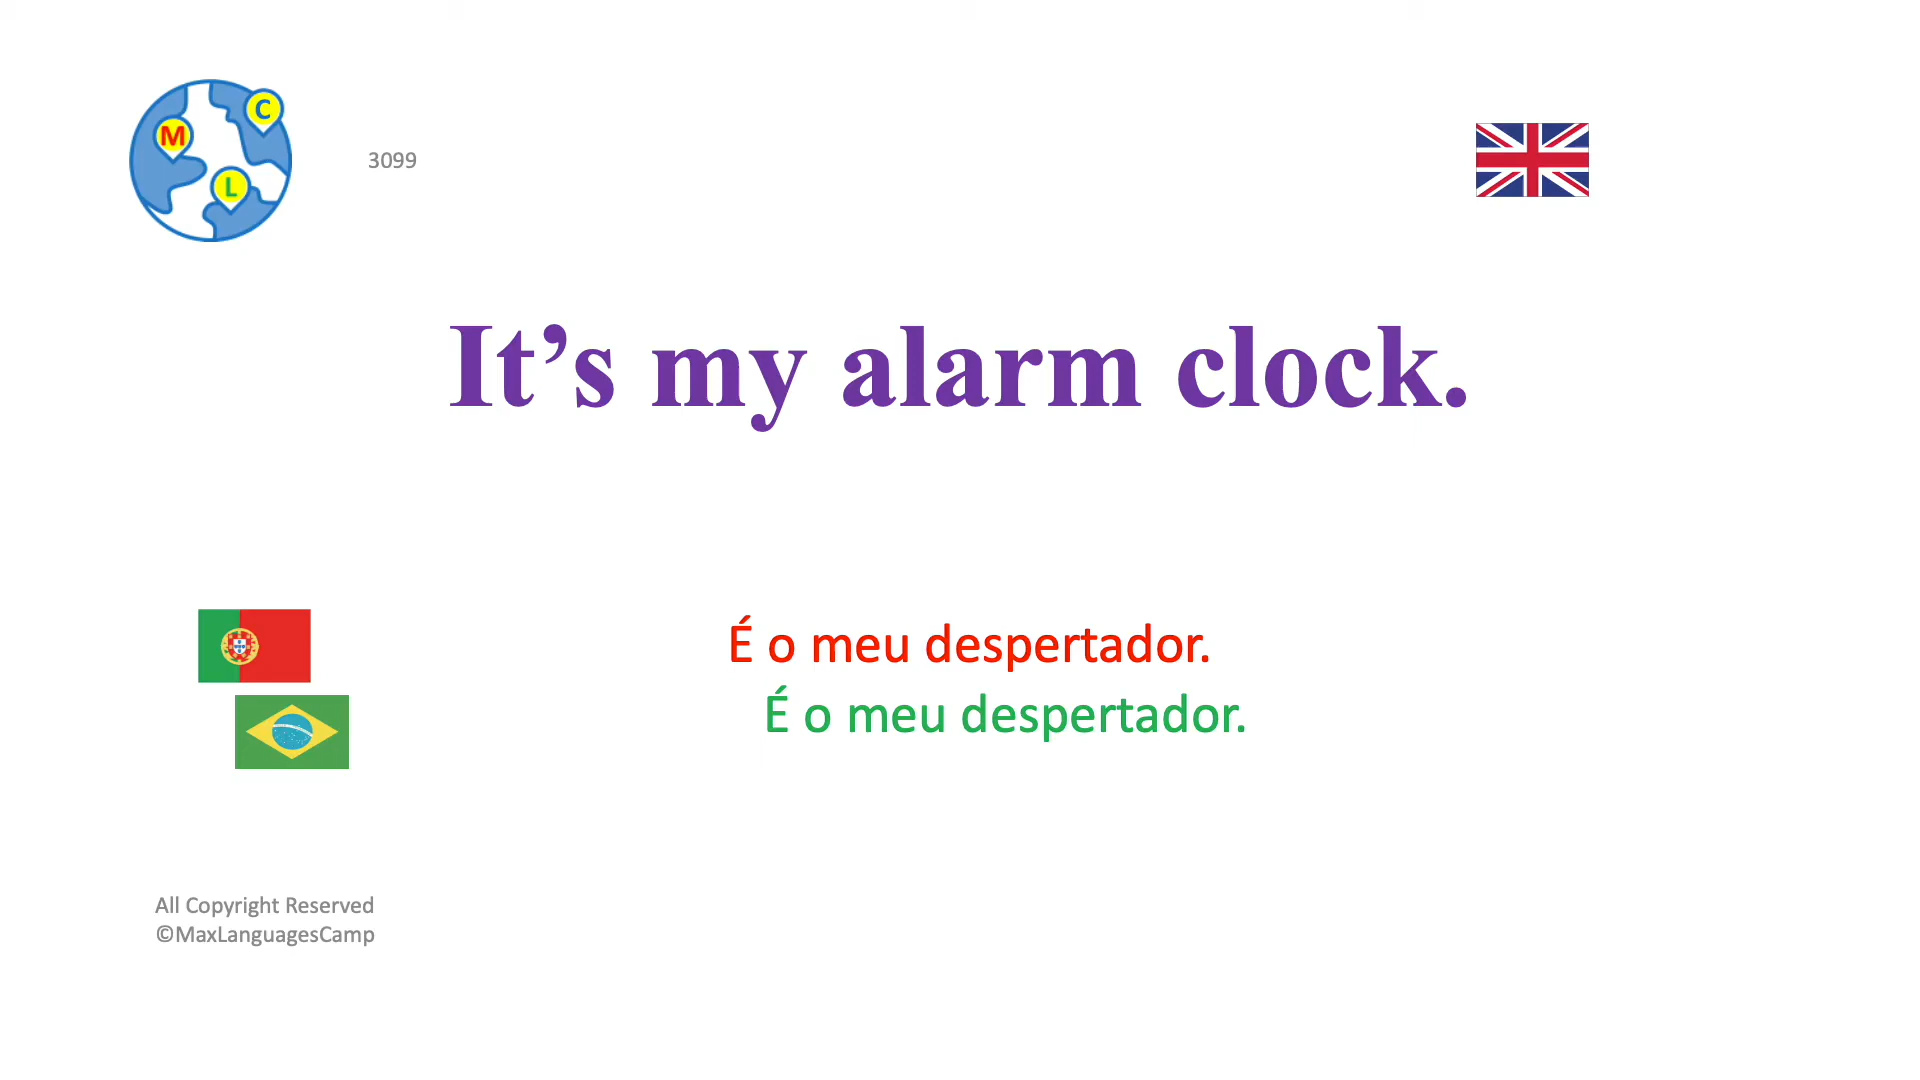 M
C
L
3099
It’s my alarm clock.
É o meu despertador.
É o meu despertador.
All Copyright Reserved
©MaxLanguagesCamp